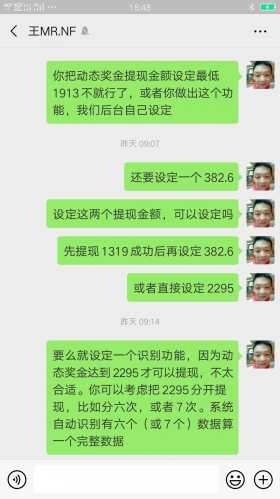 18:48
王MR.NF
你把动态奖金提现金额设定最低
1913不就行了，或者你做出这个功
能，我们后台自己设定
昨天 09:07
还要设定一个 382.6
设定这两个提现金额，可以设定吗
先提现 1319 成功后再设定 382.6
或者直接设定 2295
昨天 09:14
要么就设定一个识别功能，因为动
态奖金达到 2295 才可以提现，不太
合适。你可以考虑把 2295 分开提
现，比如分六次，或者 7 次。系统
自动识别有六个（或 7 个）数据算
一个完整数据